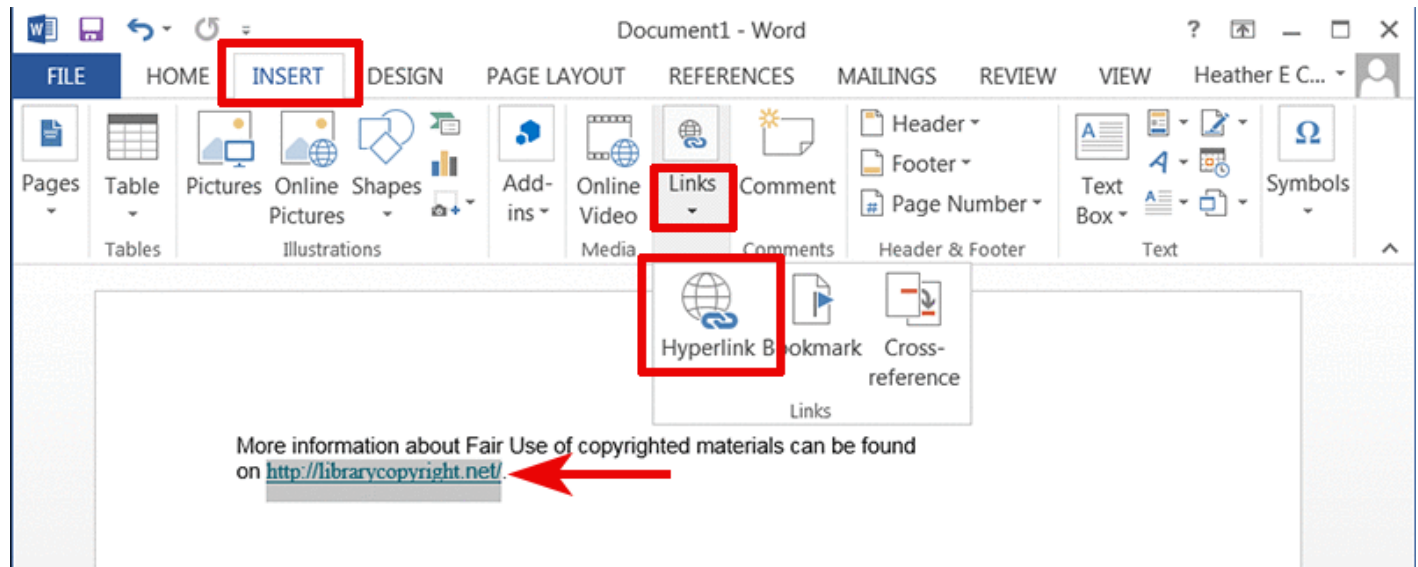 Document1 - Word
FILE HOME INSERT DESIGN PAGE LAYOUT REFERENCES MAILINGS REVIEW VIEW Heather E C...
Pages
Table
Pictures
Online
Pictures
Shapes
Add-
ins
Online
Video
Links
Comment
Header
Footer
Page Number
Text
Box
Symbols
Tables Illustrations Media Comments Header & Footer Text
Hyperlink
Bookmark
Cross-
reference
Links
More information about Fair Use of copyrighted materials can be found
on http://librarycopyright.net/.